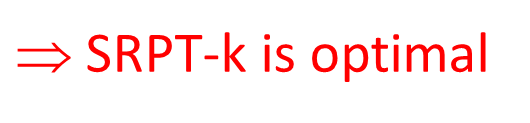 ⇒ SRPT-k is optimal